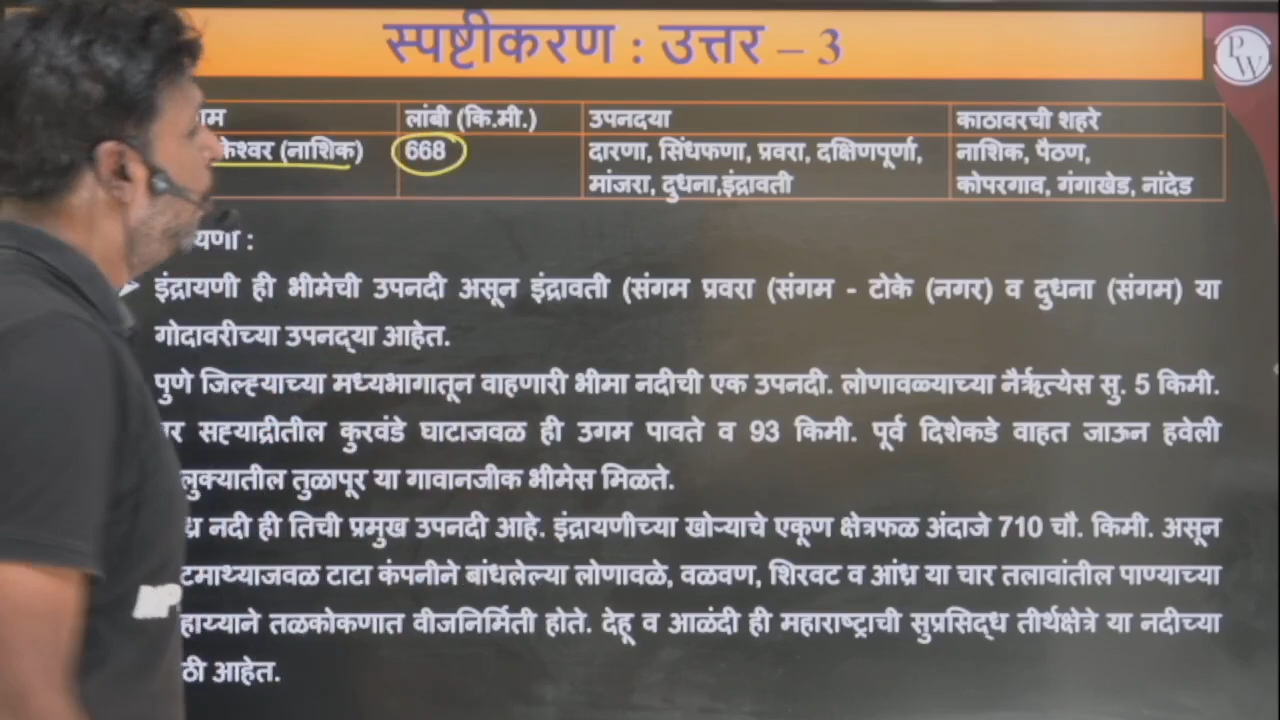 स्पष्टीकरण : उत्तर – 3
PW
लांबी (कि.मी.) उपनदया काठावरची शहरे
(नाशिक) 668 दारणा, सिंधफणा, प्रवरा, दक्षिणपूर्णा, नाशिक, पैठण,
मांजरा, दुधना,इंद्रावती कोपरगाव, गंगाखेड, नांदेड
इंद्रायणी ही भीमेची उपनदी असून इंद्रावती (संगम प्रवरा (संगम - टोके (नगर) व दुधना (संगम) या
गोदावरीच्या उपनद्‌या आहेत.
पुणे जिल्ह्याच्या मध्यभागातून वाहणारी भीमा नदीची एक उपनदी. लोणावळ्याच्या नैर्ऋत्येस सु. 5 किमी.
सह्याद्रीतील कुरवंडे घाटाजवळ ही उगम पावते व 93 किमी. पूर्व दिशेकडे वाहत जाऊन हवेली
तुळापूर या गावानजीक भीमेस मिळते.
नदी ही तिची प्रमुख उपनदी आहे. इंद्रायणीच्या खोऱ्याचे एकूण क्षेत्रफळ अंदाजे 710 चौ. किमी. असून
टाटा कंपनीने बांधलेल्या लोणावळे, वळवण, शिरवट व आंध्र या चार तलावांतील पाण्याच्या
तळकोकणात वीजनिर्मिती होते. देहू व आळंदी ही महाराष्ट्राची सुप्रसिद्ध तीर्थक्षेत्रे या नदीच्या
आहेत.